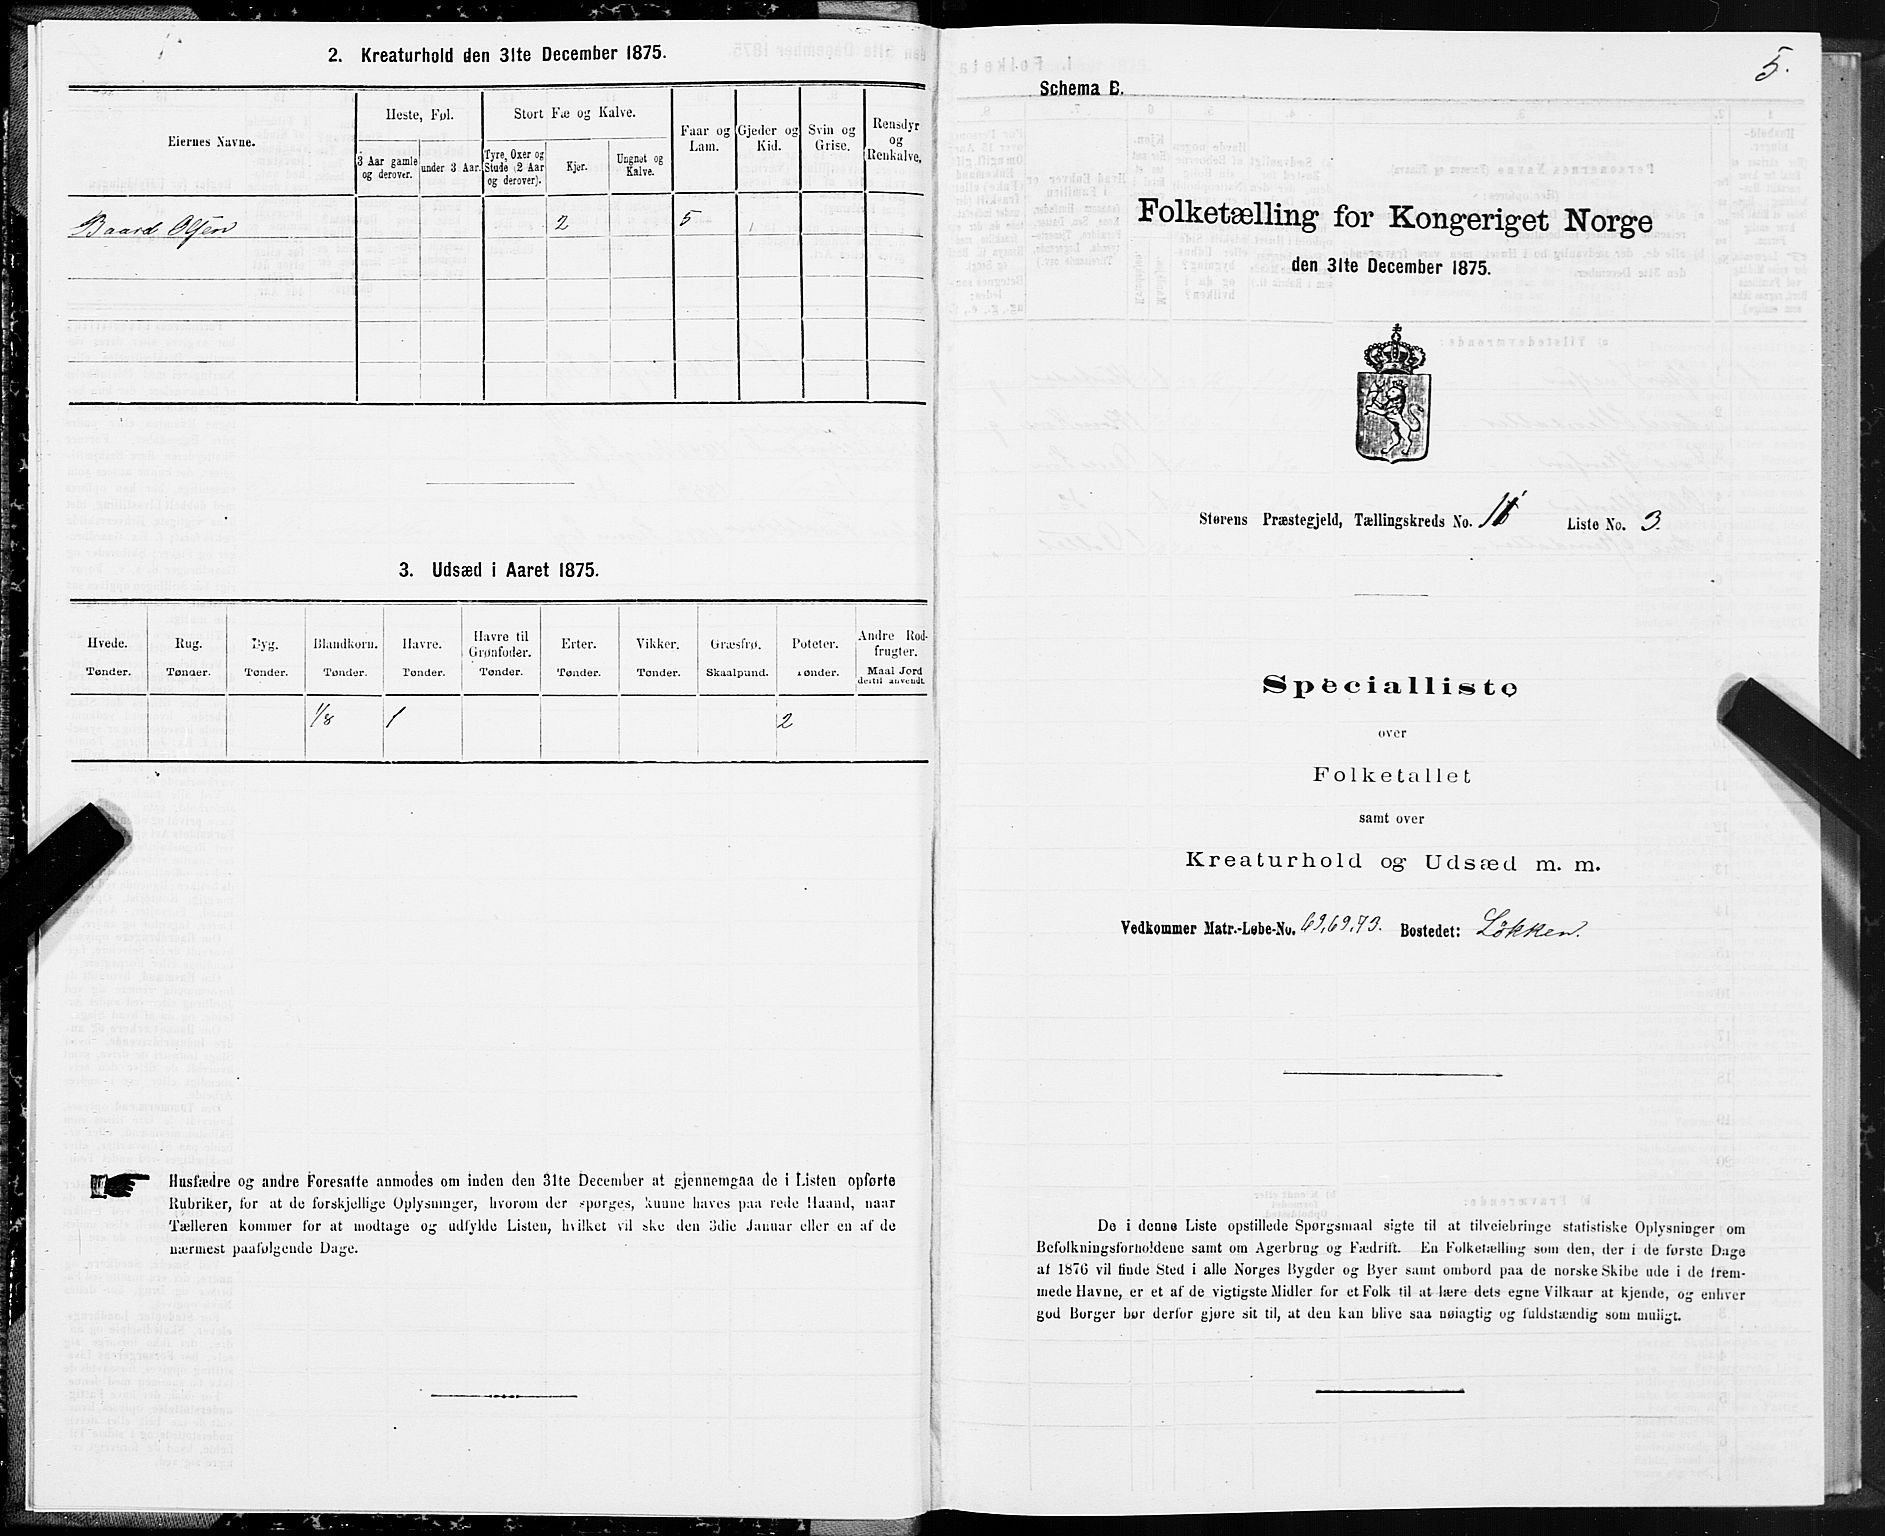 2. Kreaturhold den 31te December 1875.
Eiernes Navne.
Heste, Føl.
Stort Fæ og Kalve.
Faar og Lam.
Gjeder og Kid.
Svin og Grise.
Rensdyr og Renkalve,
3 Aar gamle og derover.
under 3 Aar.
Tyre, Oxer og Stude (2 Aar og derover).
Kjør.
Ungnøt og Kalve.
Baard Olsen 2 5
3. Udsæd i Aaret 1875.
Hvede. Rug. Byg. Blandkorn. Havre. Havre til Grønfoder. Erter. Vikker. Græsfrø. Poteter. Andre Rodfrugter.
Tønder. Tønder. Tønder. Tønder. Tønder. Tønder. Tønder. Tønder. Skaalpund. Tønder. Maal Jord dertil anvendt.
1/8 1 2
Husfædre og andre Foresatte anmodes om inden den 31te December at gjennemgaa de i Listen opførte
Rubriker, for at de forskjellige Oplysninger, hvorom der spørges, kunne haves paa rede Haand, naar
Tælleren kommer for at modtage og udfylde Listen, hvilket vil ske den 3die Januar eller en af de
nærmest paafølgende Dage.
5.
Schema B.
Folketælling for Kongeriget Norge
den 31te December 1875.
Størens Præstegjeld, Tællingskreds No. Liste No. 3.
Specialliste
over
Folketallet
samt over
Kreaturhold og Udsæd m. m.
Vedkommer Matr.-Løbe-No. 69,69,73. Bostedet: Løkken.
De i denne Liste opstillede Spørgsmaal sigte til at tilveiebringe statistiske Oplysninger om
Befolkningsforholdene samt om Agerbrug og Fædrift. En Folketælling som den, der i de første Dage
af 1876 vil finde Sted i alle Norges Bygder og Byer samt ombord paa de norske Skibe ude i de frem-
mede Havne, er et af de vigtigste Midler for et Folk til at lære dets egne Vilkaar at kjende, og enhver
god Borger bør derfor gjøre sit til, at den kan blive saa nøiagtig og fuldstændig som muligt.